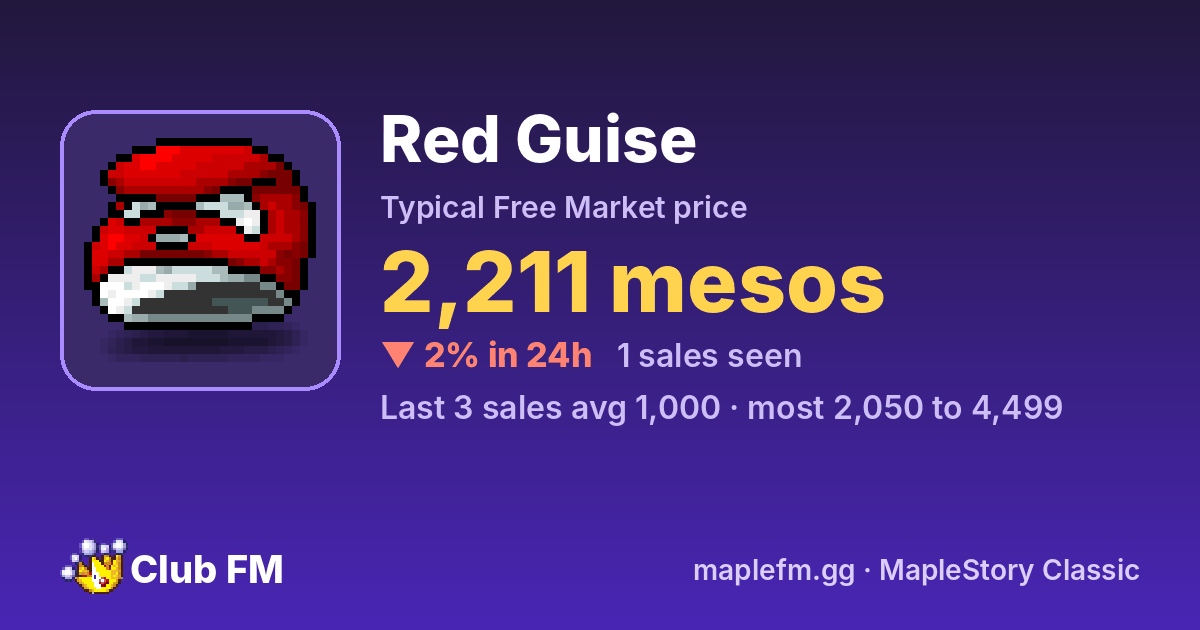 Red Guise
Typical Free Market price
2,211 mesos
▼ 2% in 24h 1 sales seen
Last 3 sales avg 1,000 · most 2,050 to 4,499
Club FM
maplefm.gg · MapleStory Classic